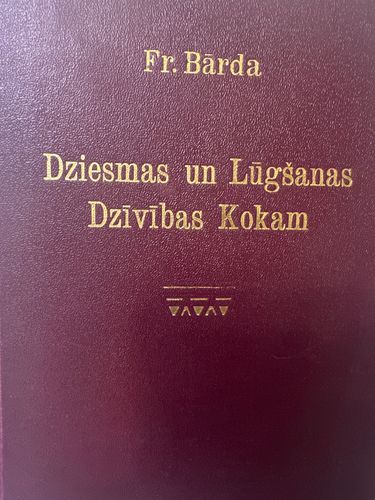 Fr. Bārda
Dziesmas un Lūgšanas
Dzīvības Kokam